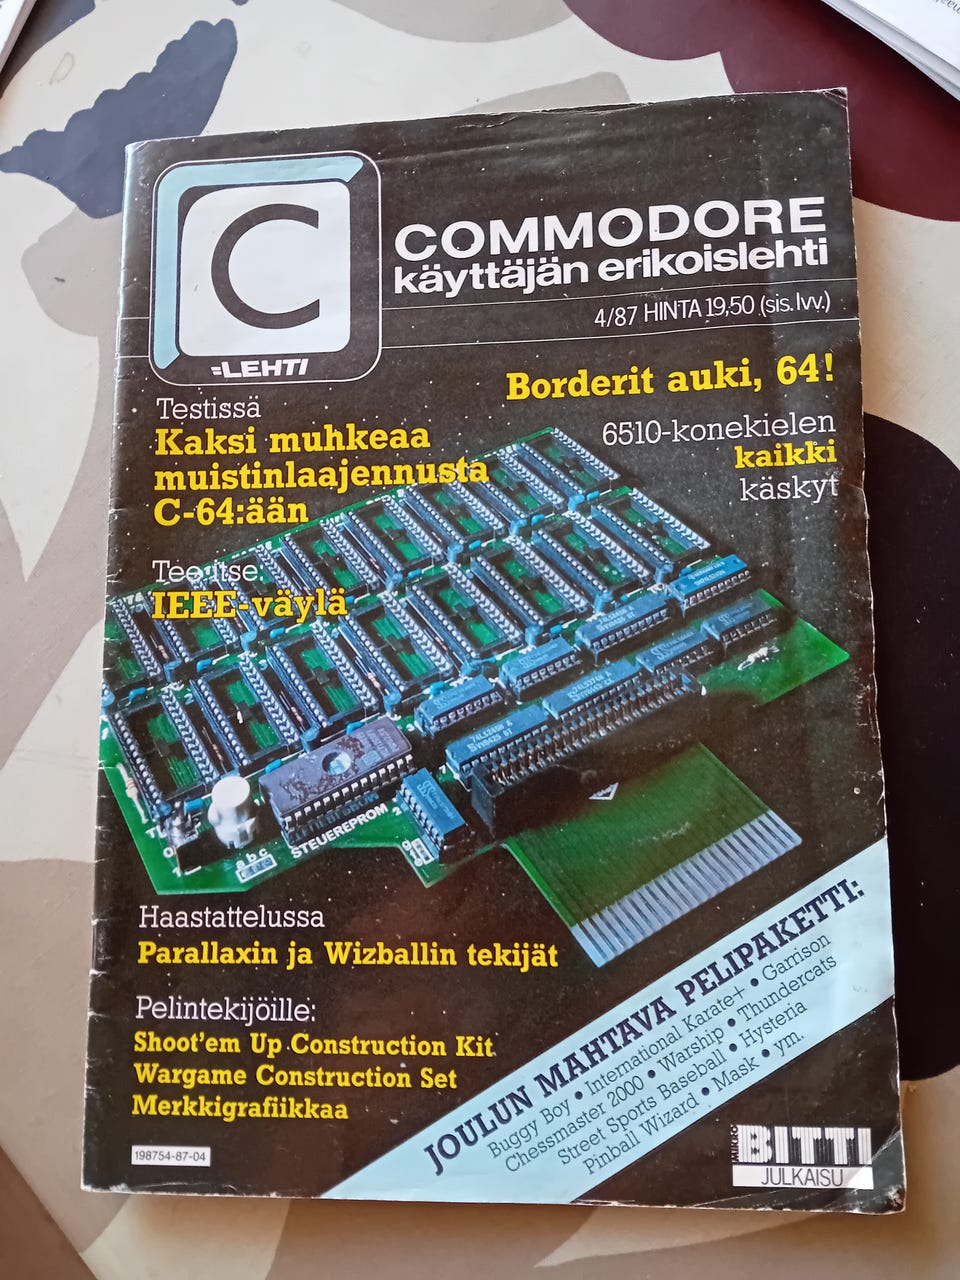 C
=LEHTI
COMMODORE
käyttäjän erikoislehti
4/87 HINTA 19,50 (sis. lvv.)
Borderit auki, 64!
6510-konekielen
kaikki
käskyt
Testissä
Kaksi muhkeaa
muistinlaajennusta
C-64:ään
Tee itse:
IEEE-väylä
74LS245N
STEUEREPROM
a b c
Haastattelussa
Parallaxin ja Wizballin tekijät
Pelintekijöille:
Shoot'em Up Construction Kit
Wargame Construction Set
Merkkigrafiikkaa
198754-87-04
JOULUN MAHTAVA PELIPAKETTI:
Buggy Boy • International Karate+ • Garrison
Chessmaster 2000 • Warship • Thundercats
Street Sports Baseball • Hysteria
Pinball Wizard • Mask • ym.
MIKRO
BITTI
JULKAISU